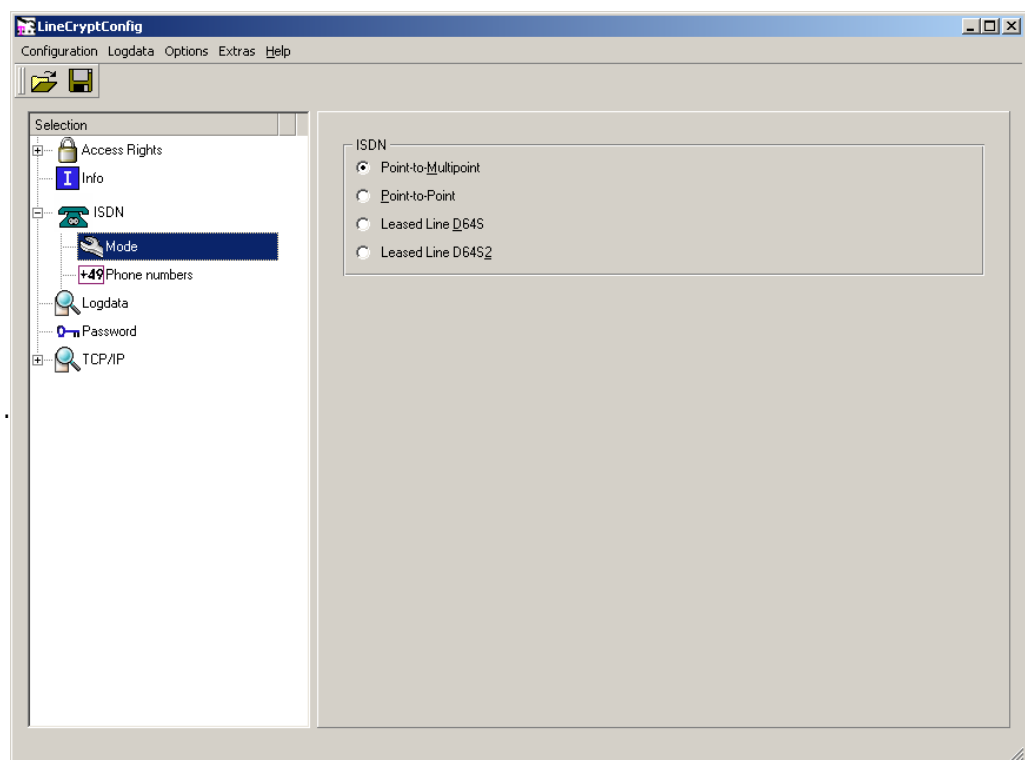 LineCryptConfig
Configuration Logdata Options Extras Help
Selection
Access Rights
I Info
ISDN
Mode
+49 Phone numbers
Logdata
Password
TCP/IP
ISDN
Point-to-Multipoint
Point-to-Point
Leased Line D64S
Leased Line D64S2
.